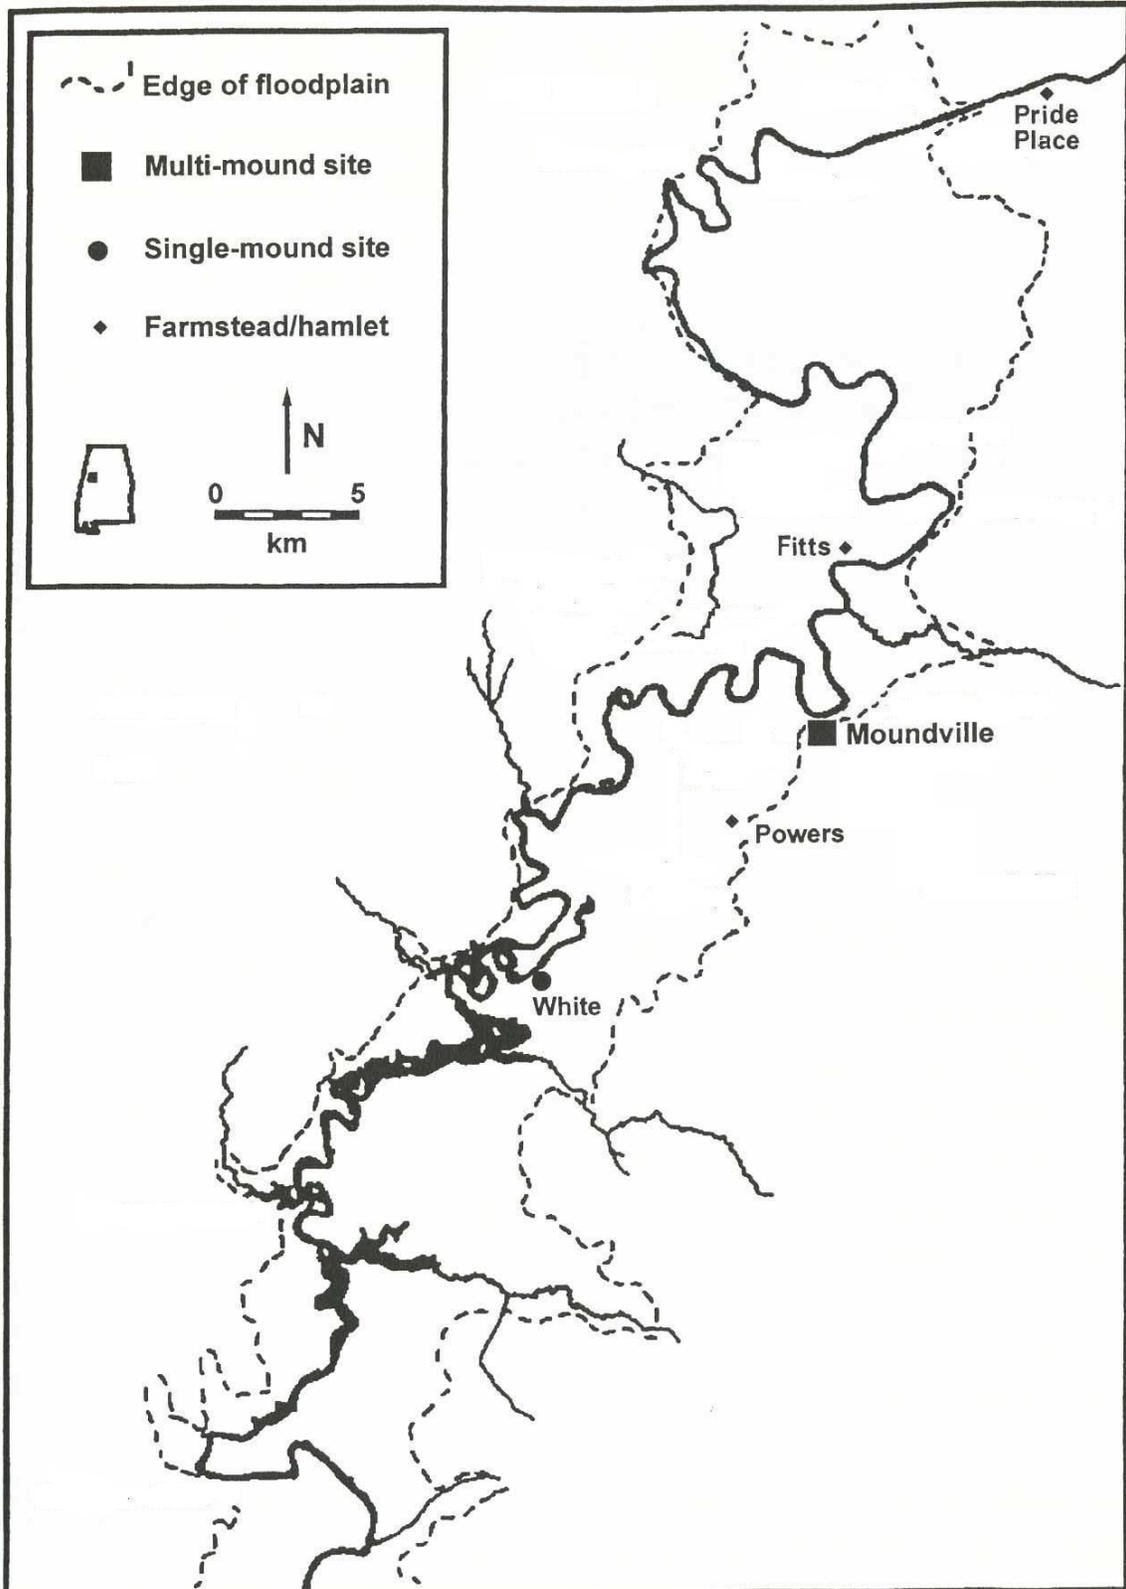 Edge of floodplain
Multi-mound site
Single-mound site
Farmstead/hamlet
N
0 5
km
Pride
Place
Fitts
Moundville
Powers
White